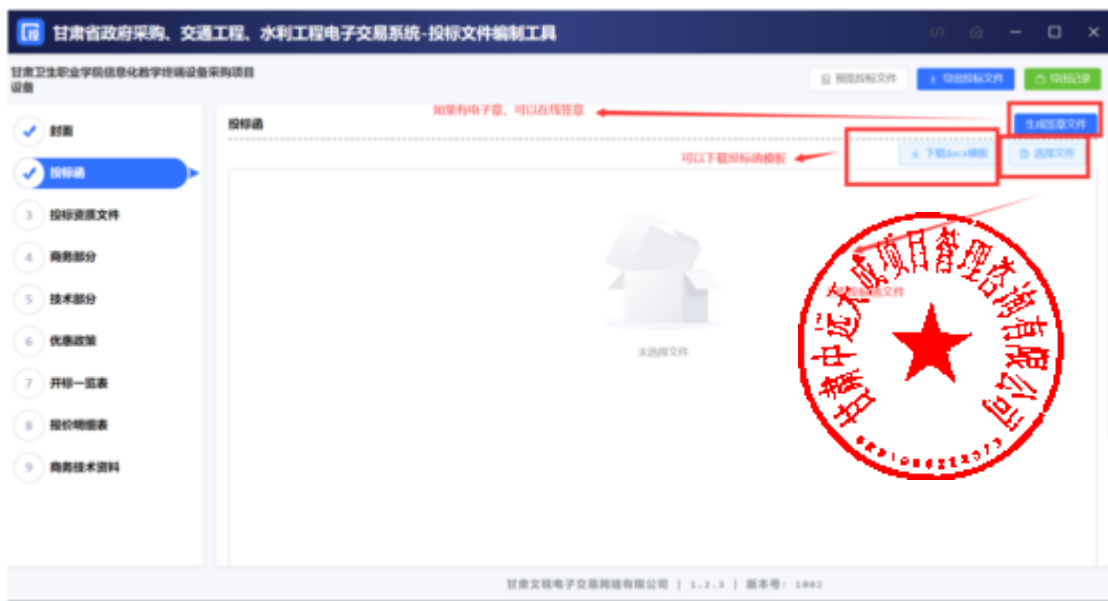 投
甘肃省政府采购、交通工程、水利工程电子交易系统-投标文件编制工具
甘肃卫生职业学院信息化教学终端设备采购项目
设备
预览投标文件
导出投标文件
导出记录
封面
投标函
3 投标资质文件
4 商务部分
5 技术部分
6 优惠政策
7 开标一览表
8 报价明细表
9 商务技术资料
投标函
如果有电子章，可以在线签章
生成签章文件
可以下载投标函模板
下载docx模板
选择文件
未选择文件
甘肃中远大成项目管理咨询有限公司
甘肃文锐电子交易网络有限公司 | 1.2.3 | 版本号: 1002